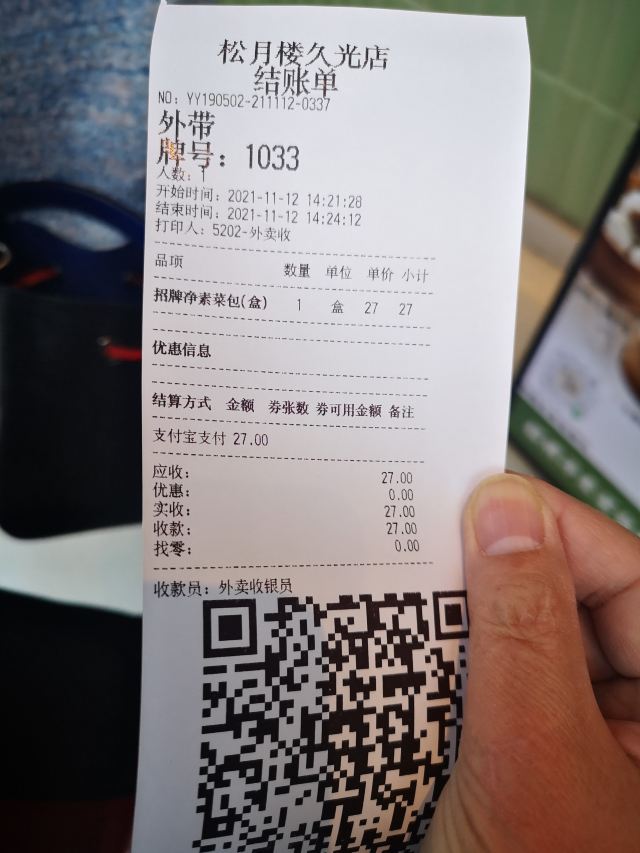 松月楼久光店
结账单
NO: YY190502-211112-0337
外带
牌号: 1033
人数: 1
开始时间: 2021-11-12 14:21:28
结束时间: 2021-11-12 14:24:12
打印人: 5202-外卖收
品项 数量 单位 单价 小计
招牌净素菜包(盒) 1 盒 27 27
优惠信息
结算方式 金额 券张数 券可用金额 备注
支付宝支付 27.00
应收: 27.00
优惠: 0.00
实收: 27.00
收款: 27.00
找零: 0.00
收款员: 外卖收银员